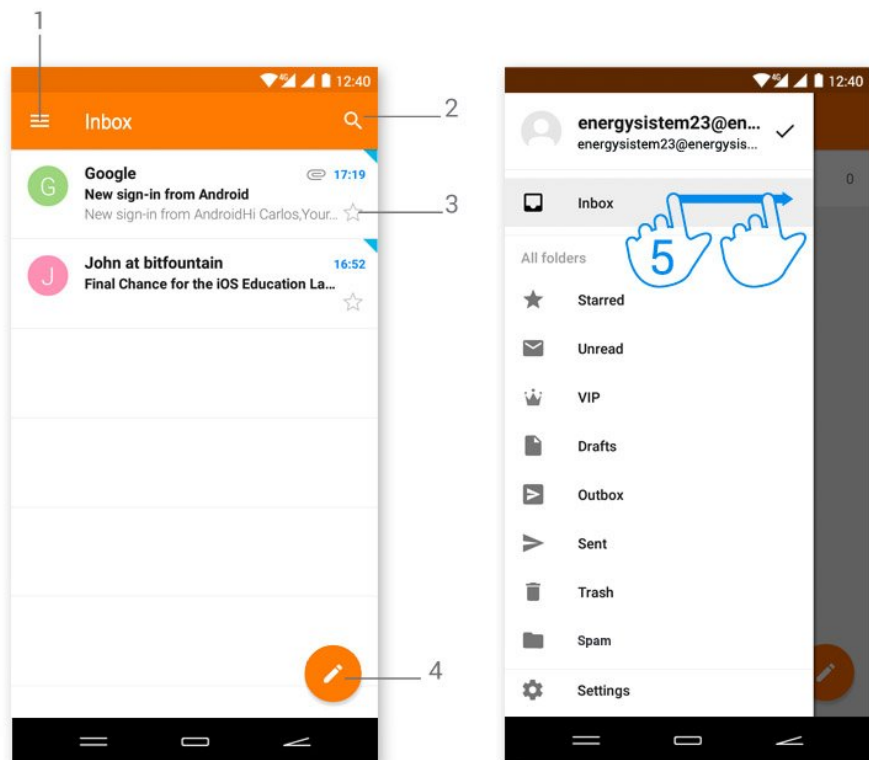 1
4G 12:40
Inbox
2
G
Google 17:19
New sign-in from Android
New sign-in from AndroidHi Carlos,Your...
3
J
John at bitfountain 16:52
Final Chance for the iOS Education La...
4
4G 12:40
energysistem23@en...
energysistem23@energysis...
0
Inbox
5
All folders
Starred
Unread
VIP
Drafts
Outbox
Sent
Trash
Spam
Settings